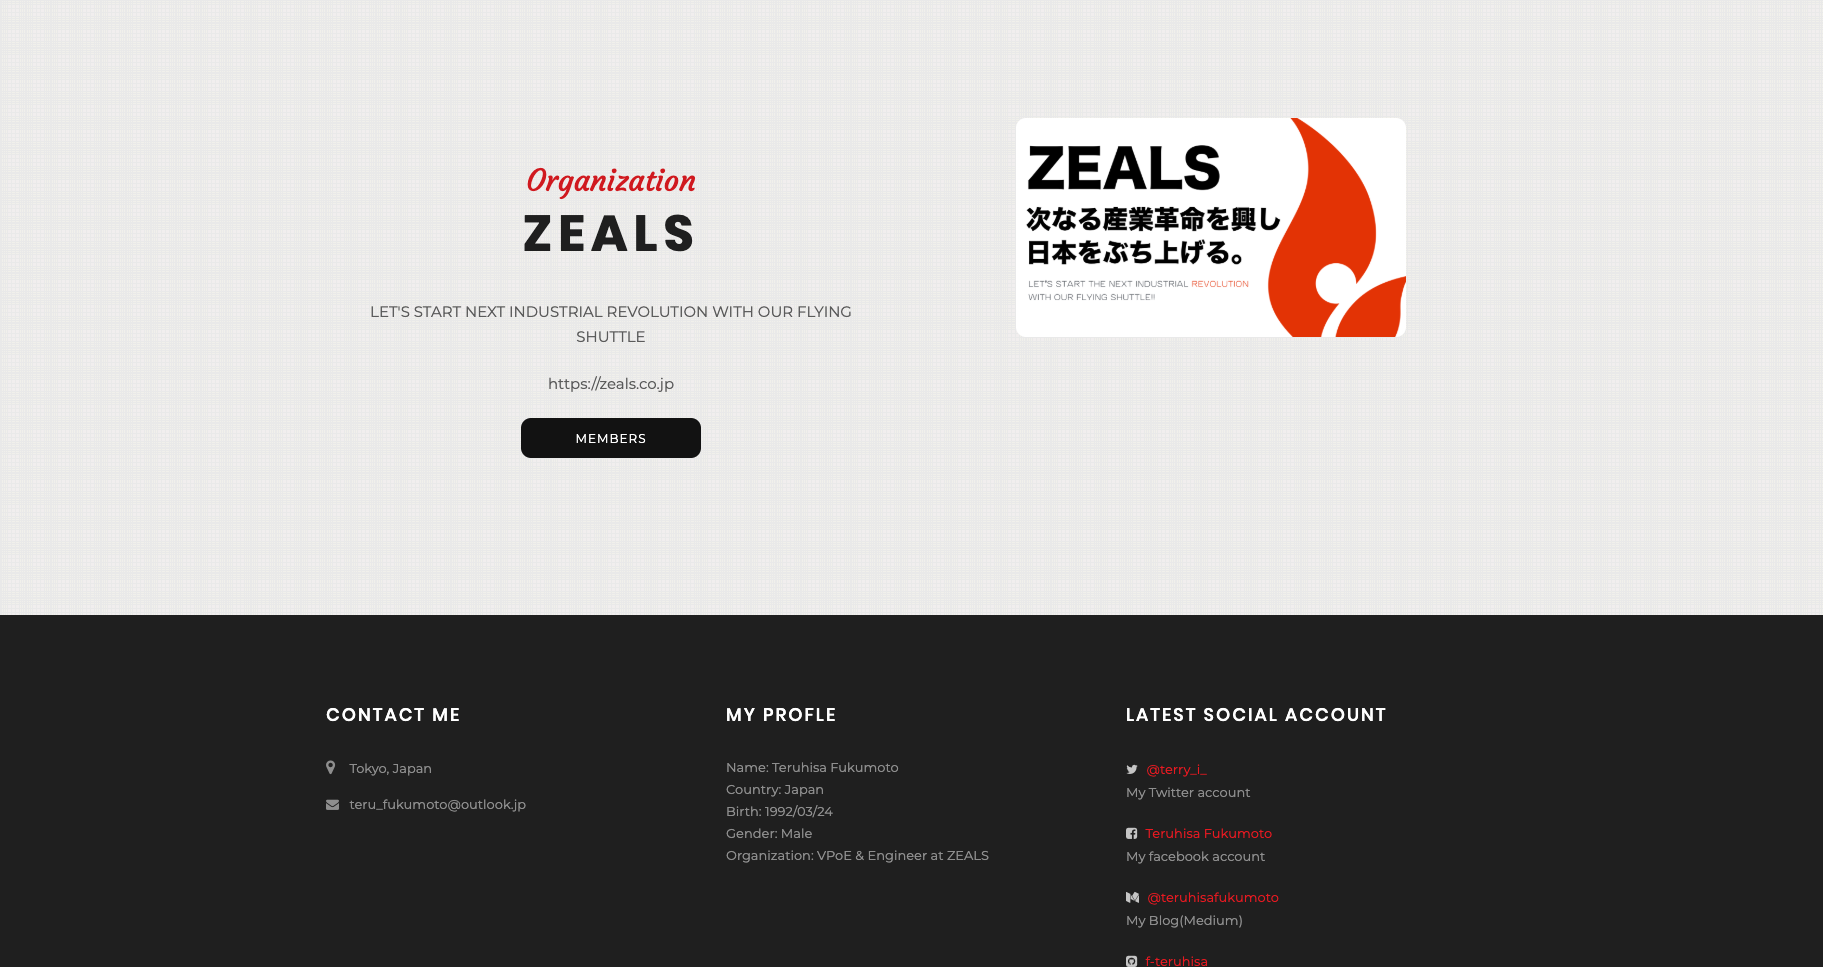 Organization
ZEALS
LET'S START NEXT INDUSTRIAL REVOLUTION WITH OUR FLYING
SHUTTLE
https://zeals.co.jp
MEMBERS
ZEALS
次なる産業革命を興し
日本をぶち上げる。
LET'S START THE NEXT INDUSTRIAL REVOLUTION
WITH OUR FLYING SHUTTLE!!
CONTACT ME
Tokyo, Japan
teru_fukumoto@outlook.jp
MY PROFLE
Name: Teruhisa Fukumoto
Country: Japan
Birth: 1992/03/24
Gender: Male
Organization: VPoE & Engineer at ZEALS
LATEST SOCIAL ACCOUNT
@terry_i_
My Twitter account
Teruhisa Fukumoto
My facebook account
@teruhisafukumoto
My Blog(Medium)
f-teruhisa